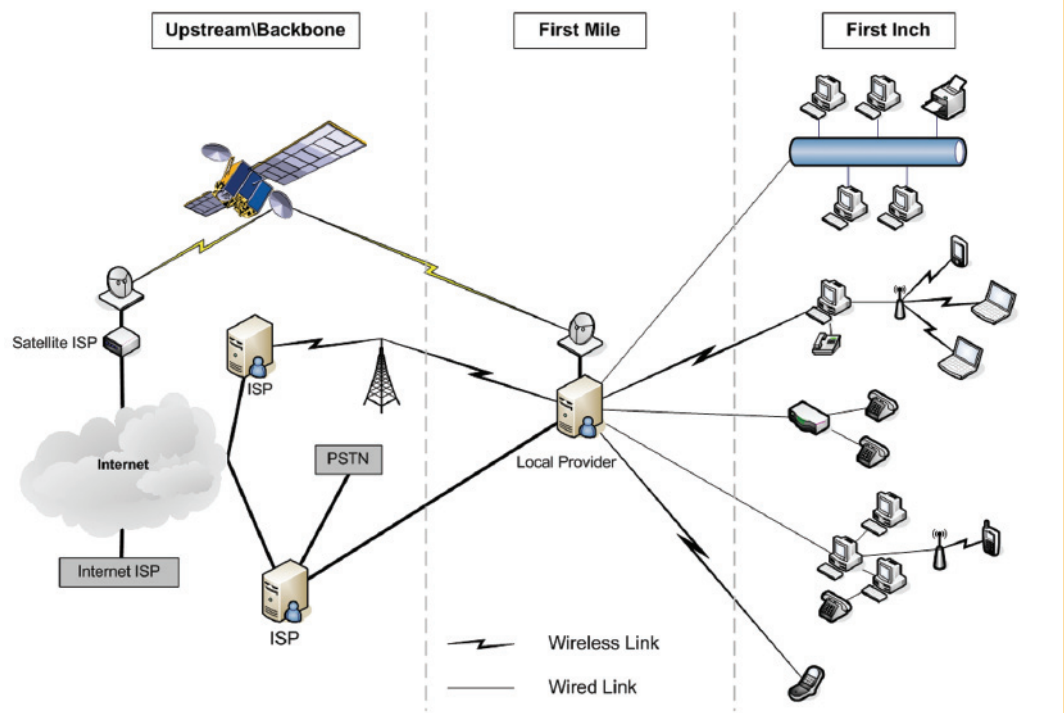 Upstream\Backbone
First Mile
First Inch
Satellite ISP
ISP
Internet
PSTN
Local Provider
Internet ISP
ISP
Wireless Link
Wired Link